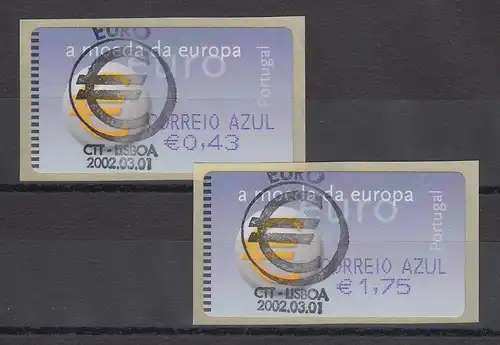 EURO
a moeda da europa
euro
Portugal
CORREIO AZUL
€0,43
CTT - LISBOA
2002.03.01
EURO
a moeda da europa
euro
Portugal
CORREIO AZUL
€1,75
CTT - LISBOA
2002.03.01